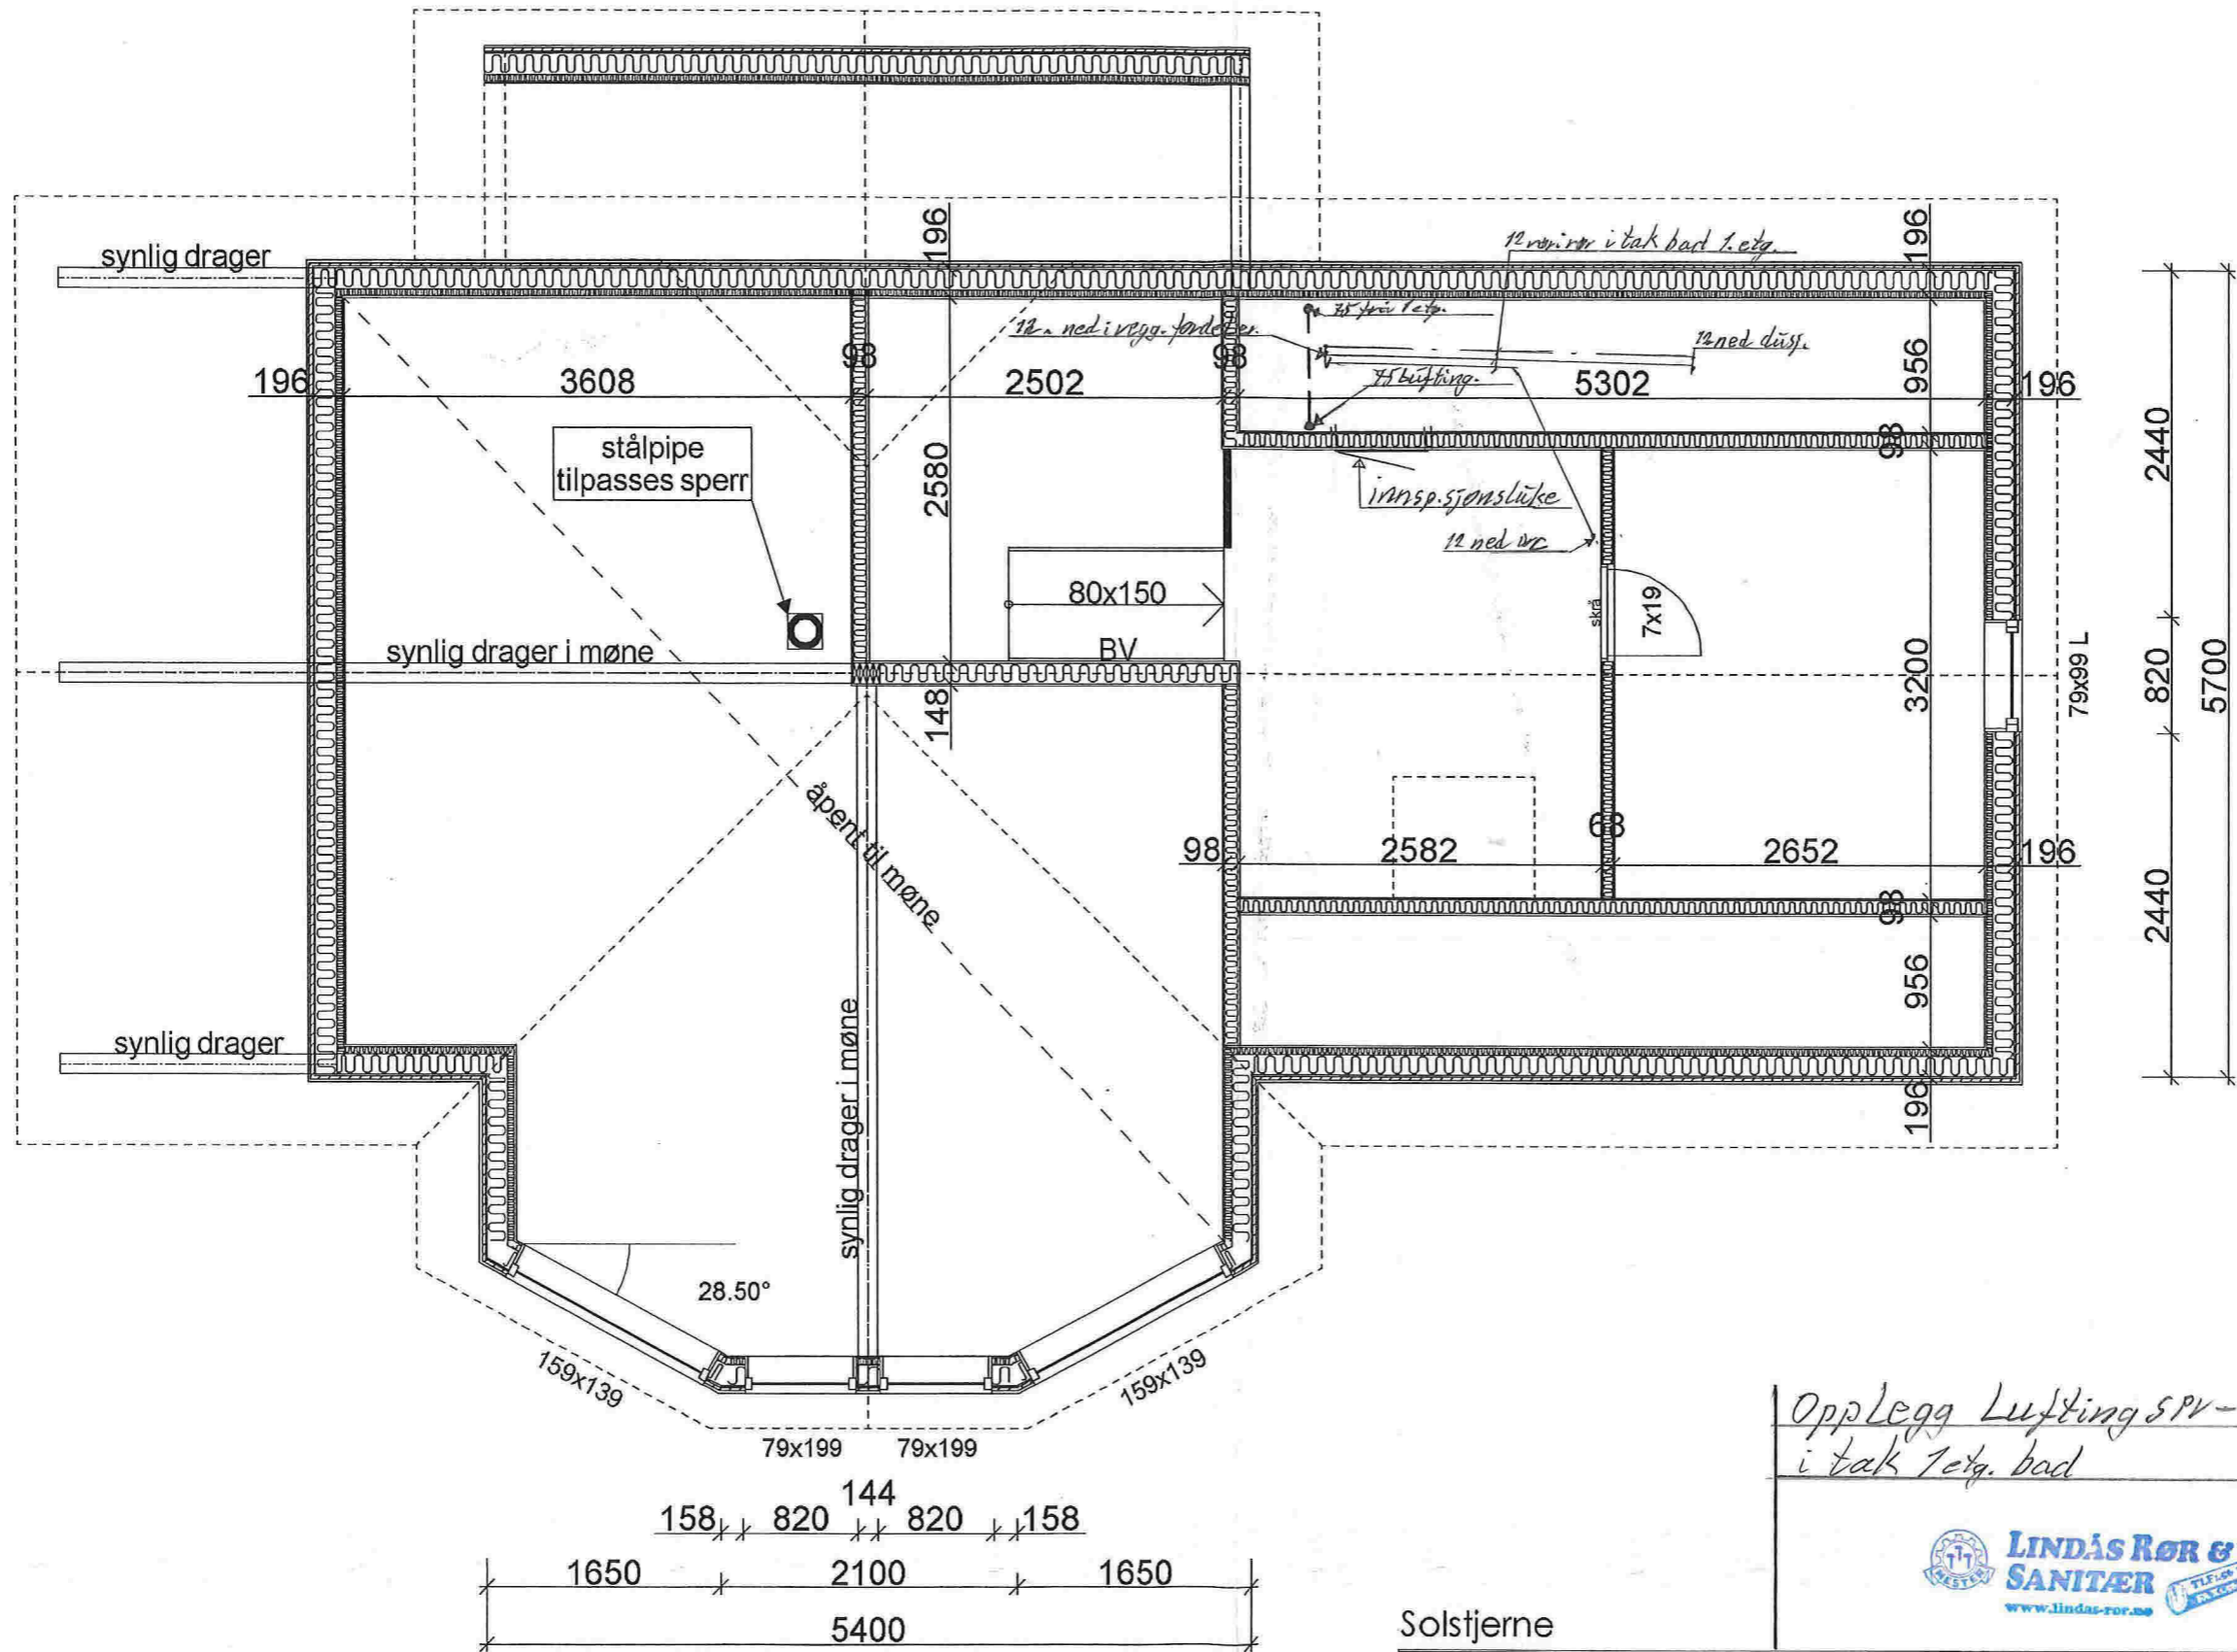 synlig drager
196
12 rør i rør i tak bad 1. etg.
196
75 fra 1 etg.
12 ned i vegg. fordeler.
98
98
12 ned dusj.
196
3608
2502
75 lufting.
5302
956
196
stålpipe
tilpasses sperr
2580
98
2440
innsp.sjonsluke
12 ned wc
80x150
skrå
7x19
BV
synlig drager i møne
148
3200
79x99 L
820
5700
åpent til møne
68
98
2582
2652
196
98
2440
956
synlig drager
synlig drager i møne
196
28.50°
159x139
159x139
79x199
79x199
144
158
820
820
158
1650
2100
1650
5400
Opplegg Lufting SPV-
i tak 1 etg. bad
MESTER
LINDÅS RØR &
SANITÆR
www.lindas-ror.no
Solstjerne